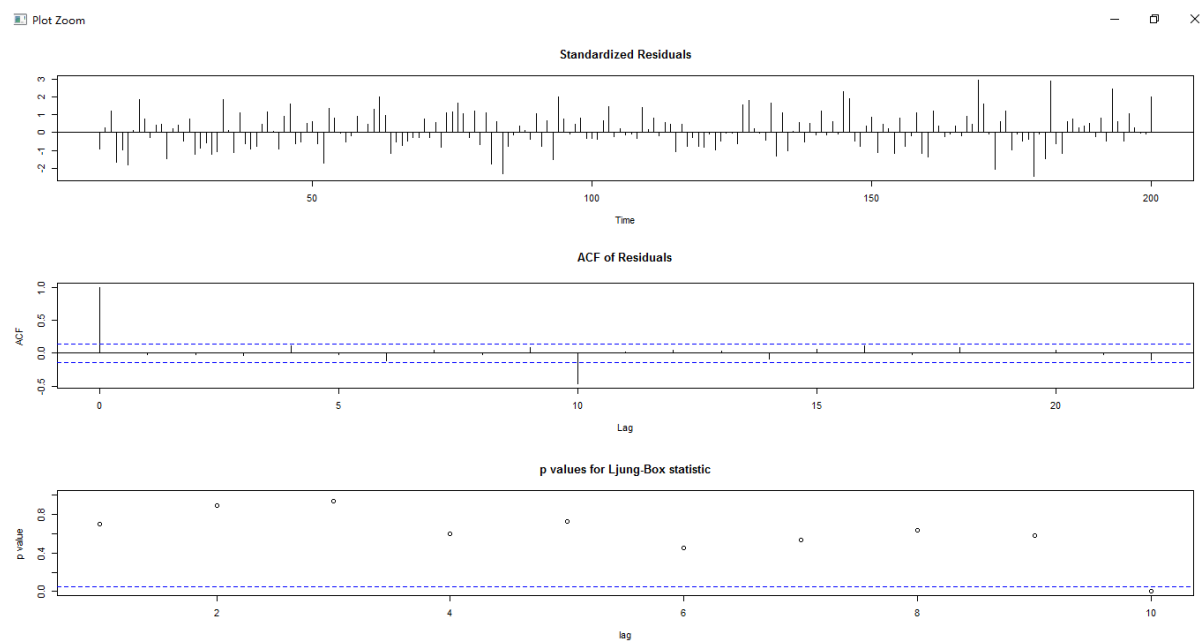 Plot Zoom
Standardized Residuals
3
2
1
0
-1
-2
50 100 150 200
Time
ACF of Residuals
1.0
0.5
0.0
-0.5
ACF
0 5 10 15 20
Lag
p values for Ljung-Box statistic
0.8
0.4
0.0
p value
2 4 6 8 10
lag